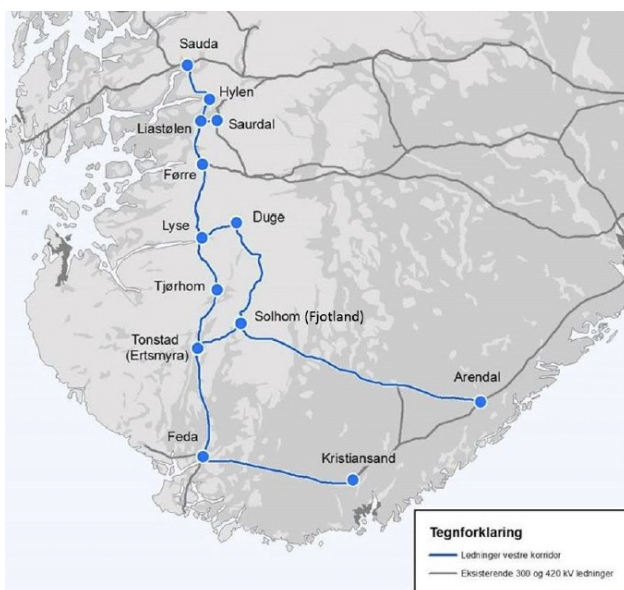 Sauda
Hylen
Liastølen
Saurdal
Førre
Lyse
Duge
Tjørhom
Solhom (Fjotland)
Tonstad
(Ertsmyra)
Arendal
Feda
Kristiansand
Tegnforklaring
Ledninger vestre korridor
Eksisterende 300 og 420 kV ledninger